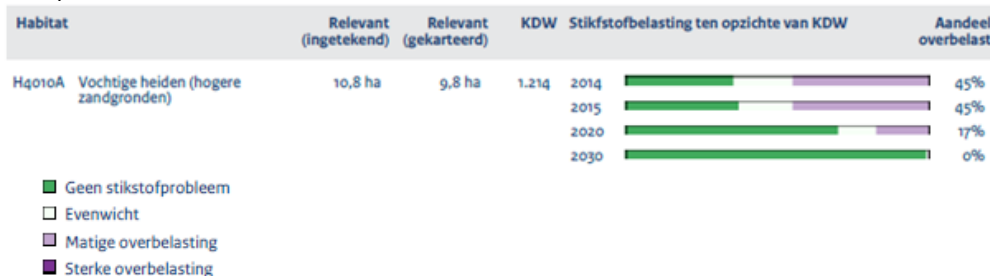 Habitat Relevant (ingetekend) Relevant (gekarteerd) KDW Stikfstofbelasting ten opzichte van KDW Aandeel overbelast
H4010A Vochtige heiden (hogere zandgronden) 10,8 ha 9,8 ha 1.214 2014 45%
2015 45%
2020 17%
2030 0%
Geen stikstofprobleem
Evenwicht
Matige overbelasting
Sterke overbelasting